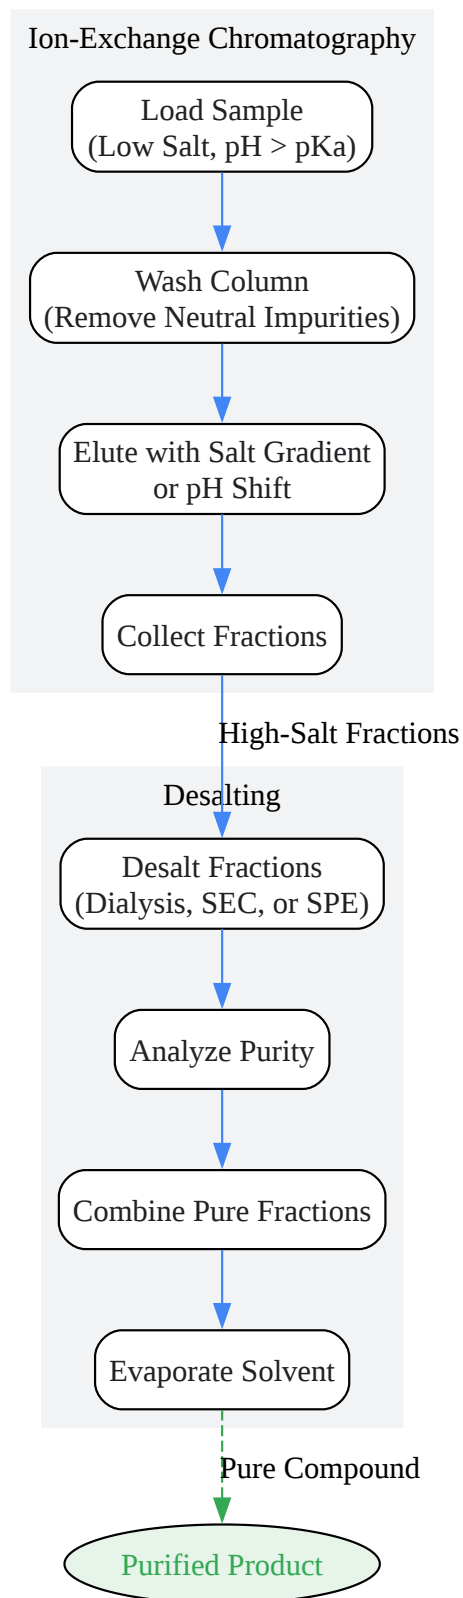 Ion-Exchange Chromatography
Load Sample
(Low Salt, pH > pKa)
Wash Column
(Remove Neutral Impurities)
Elute with Salt Gradient
or pH Shift
Collect Fractions
High-Salt Fractions
Desalting
Desalt Fractions
(Dialysis, SEC, or SPE)
Analyze Purity
Combine Pure Fractions
Evaporate Solvent
Pure Compound
Purified Product